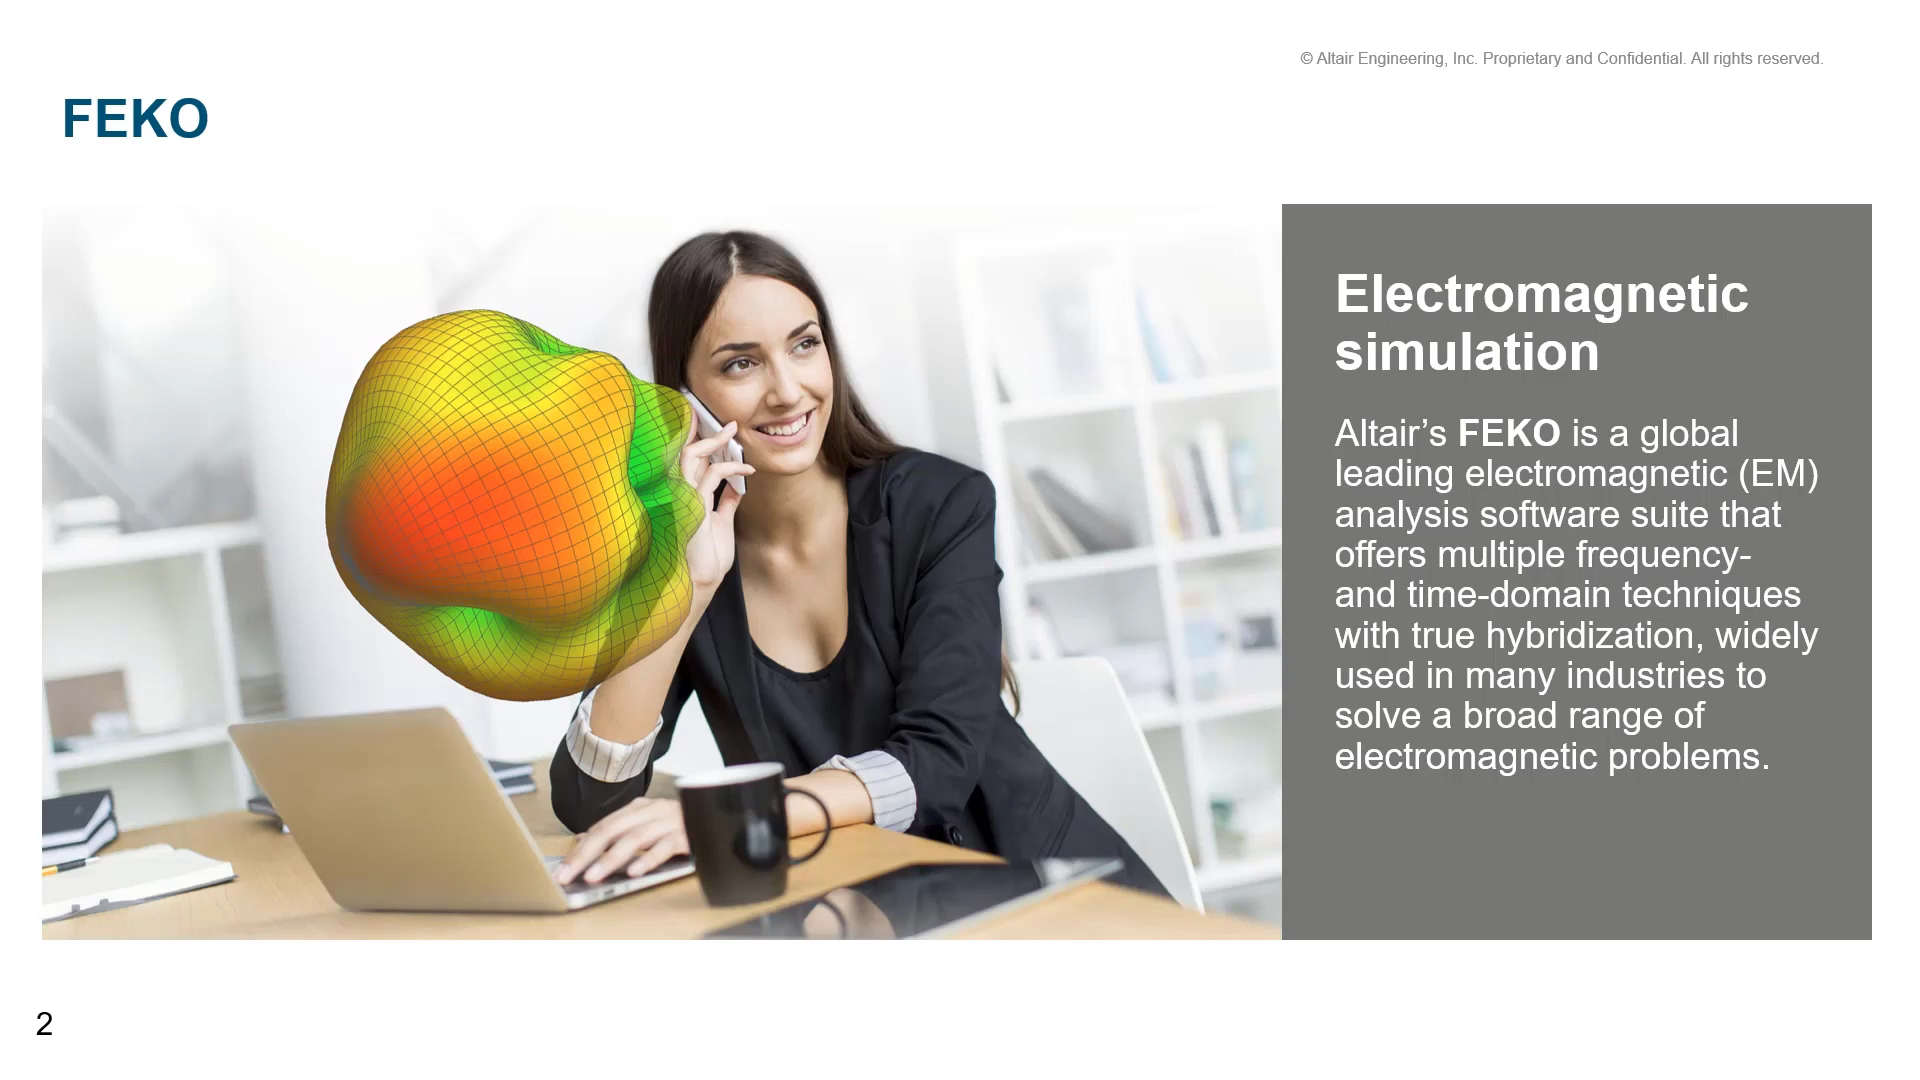 © Altair Engineering, Inc. Proprietary and Confidential. All rights reserved.
FEKO
Electromagnetic
simulation
Altair’s FEKO is a global
leading electromagnetic (EM)
analysis software suite that
offers multiple frequency-
and time-domain techniques
with true hybridization, widely
used in many industries to
solve a broad range of
electromagnetic problems.
2